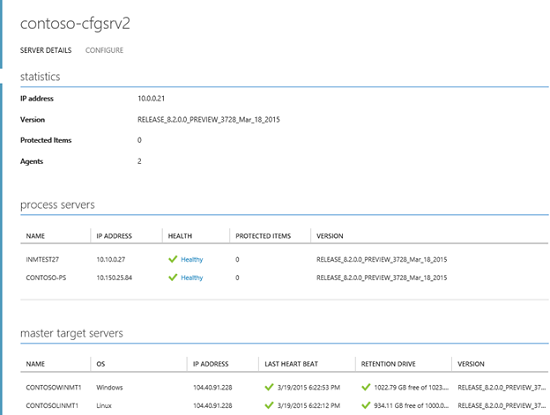 contoso-cfgsrv2
SERVER DETAILS CONFIGURE
statistics
IP address 10.0.0.21
Version RELEASE_8.2.0.0_PREVIEW_3728_Mar_18_2015
Protected Items 0
Agents 2
process servers
NAME IP ADDRESS HEALTH PROTECTED ITEMS VERSION
INMTEST27 10.10.0.27 Healthy 0 RELEASE_8.2.0.0_PREVIEW_3728_Mar_18_2015
CONTOSO-PS 10.150.25.84 Healthy 0 RELEASE_8.2.0.0_PREVIEW_3728_Mar_18_2015
master target servers
NAME OS IP ADDRESS LAST HEART BEAT RETENTION DRIVE VERSION
CONTOSOWINMT1 Windows 104.40.91.228 3/19/2015 6:22:53 PM 1022.79 GB free of 1023.... RELEASE_8.2.0.0_PREVIEW_37...
CONTOSOLINMT1 Linux 104.40.91.228 3/19/2015 6:22:12 PM 934.11 GB free of 1000.0... RELEASE_8.2.0.0_PREVIEW_37...